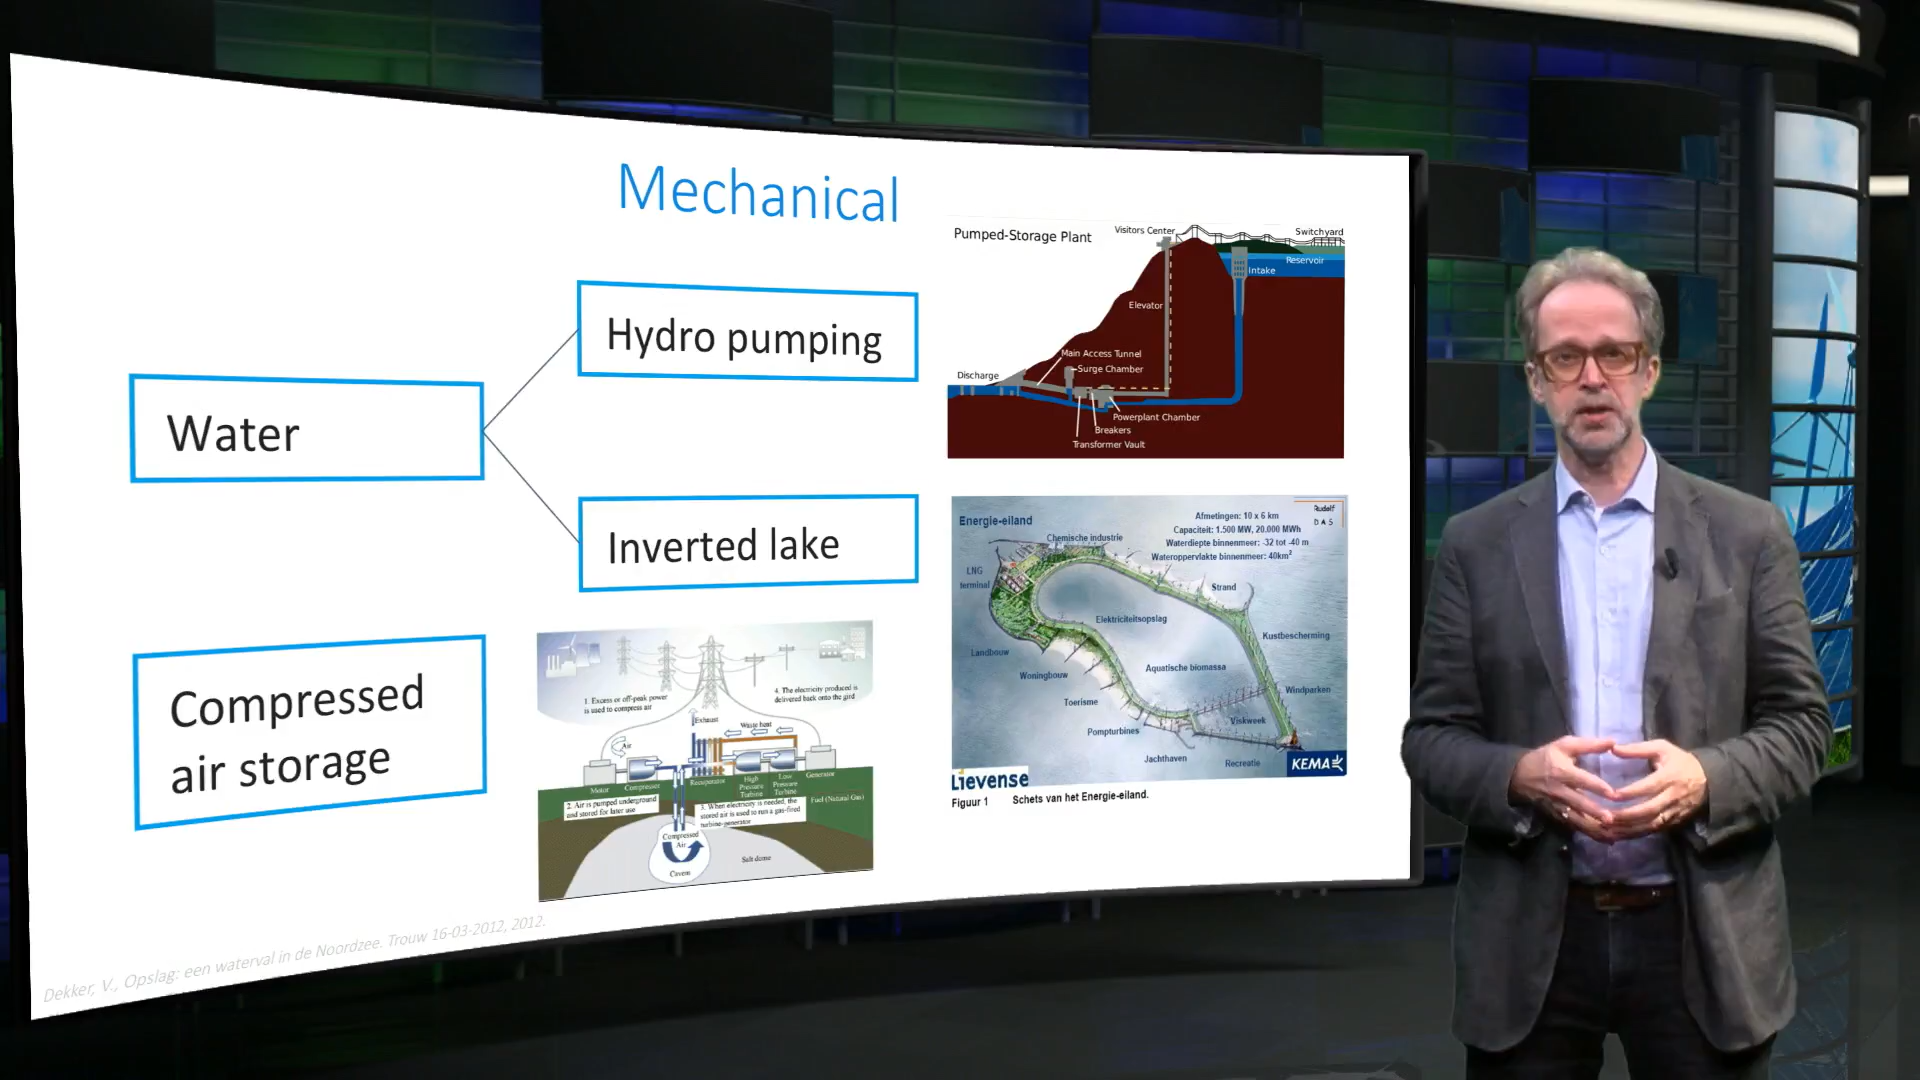 Mechanical
Water
Hydro pumping
Inverted lake
Compressed
air storage
Pumped-Storage Plant
Visitors Center
Switchyard
Reservoir
Intake
Elevator
Main Access Tunnel
Surge Chamber
Discharge
Powerplant Chamber
Breakers
Transformer Vault
Energie-eiland
Afmetingen: 10 x 6 km
Capaciteit: 1.500 MW, 20.000 MWh
Waterdiepte binnenmeer: -32 tot -40 m
Wateroppervlakte binnenmeer: 40km²
Rudolf
DAS
Chemische industrie
LNG
terminal
Strand
Elektriciteitsopslag
Kustbescherming
Landbouw
Aquatische biomassa
Woningbouw
Windparken
Toerisme
Viskweek
Pompturbines
Jachthaven
Recreatie
KEMA
Lievense
Figuur 1 Schets van het Energie-eiland.
1. Excess or off-peak power
is used to compress air
4. The electricity produced is
delivered back onto the grid
Exhaust
Waste heat
Air
Motor
Compressor
Recuperator
High
Pressure
Turbine
Low
Pressure
Turbine
Generator
Fuel (Natural Gas)
2. Air is pumped underground
and stored for later use
3. When electricity is needed, the
stored air is used to run a gas-fired
turbine-generator
Compressed
Air
Salt dome
Cavern
Dekker, V., Opslag: een waterval in de Noordzee. Trouw 16-03-2012, 2012.